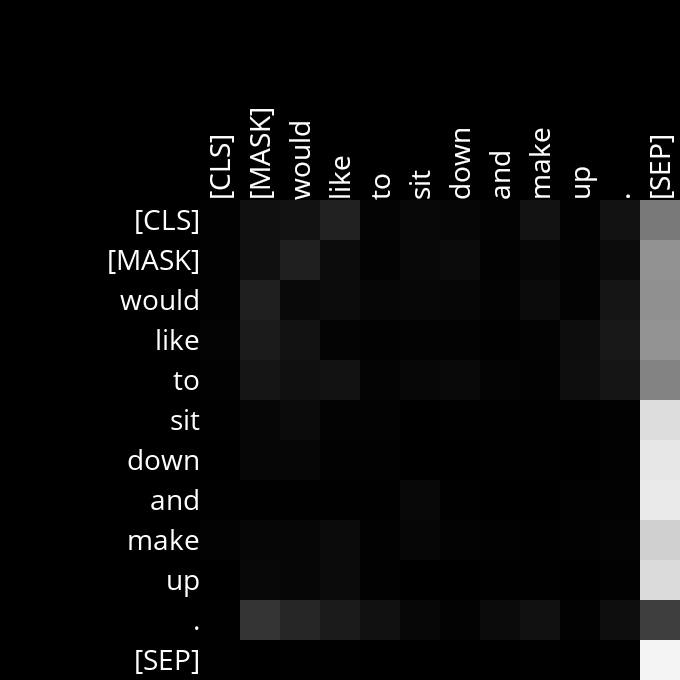 [CLS] [MASK] would like to sit down and make up . [SEP]
[CLS]
[MASK]
would
like
to
sit
down
and
make
up
.
[SEP]